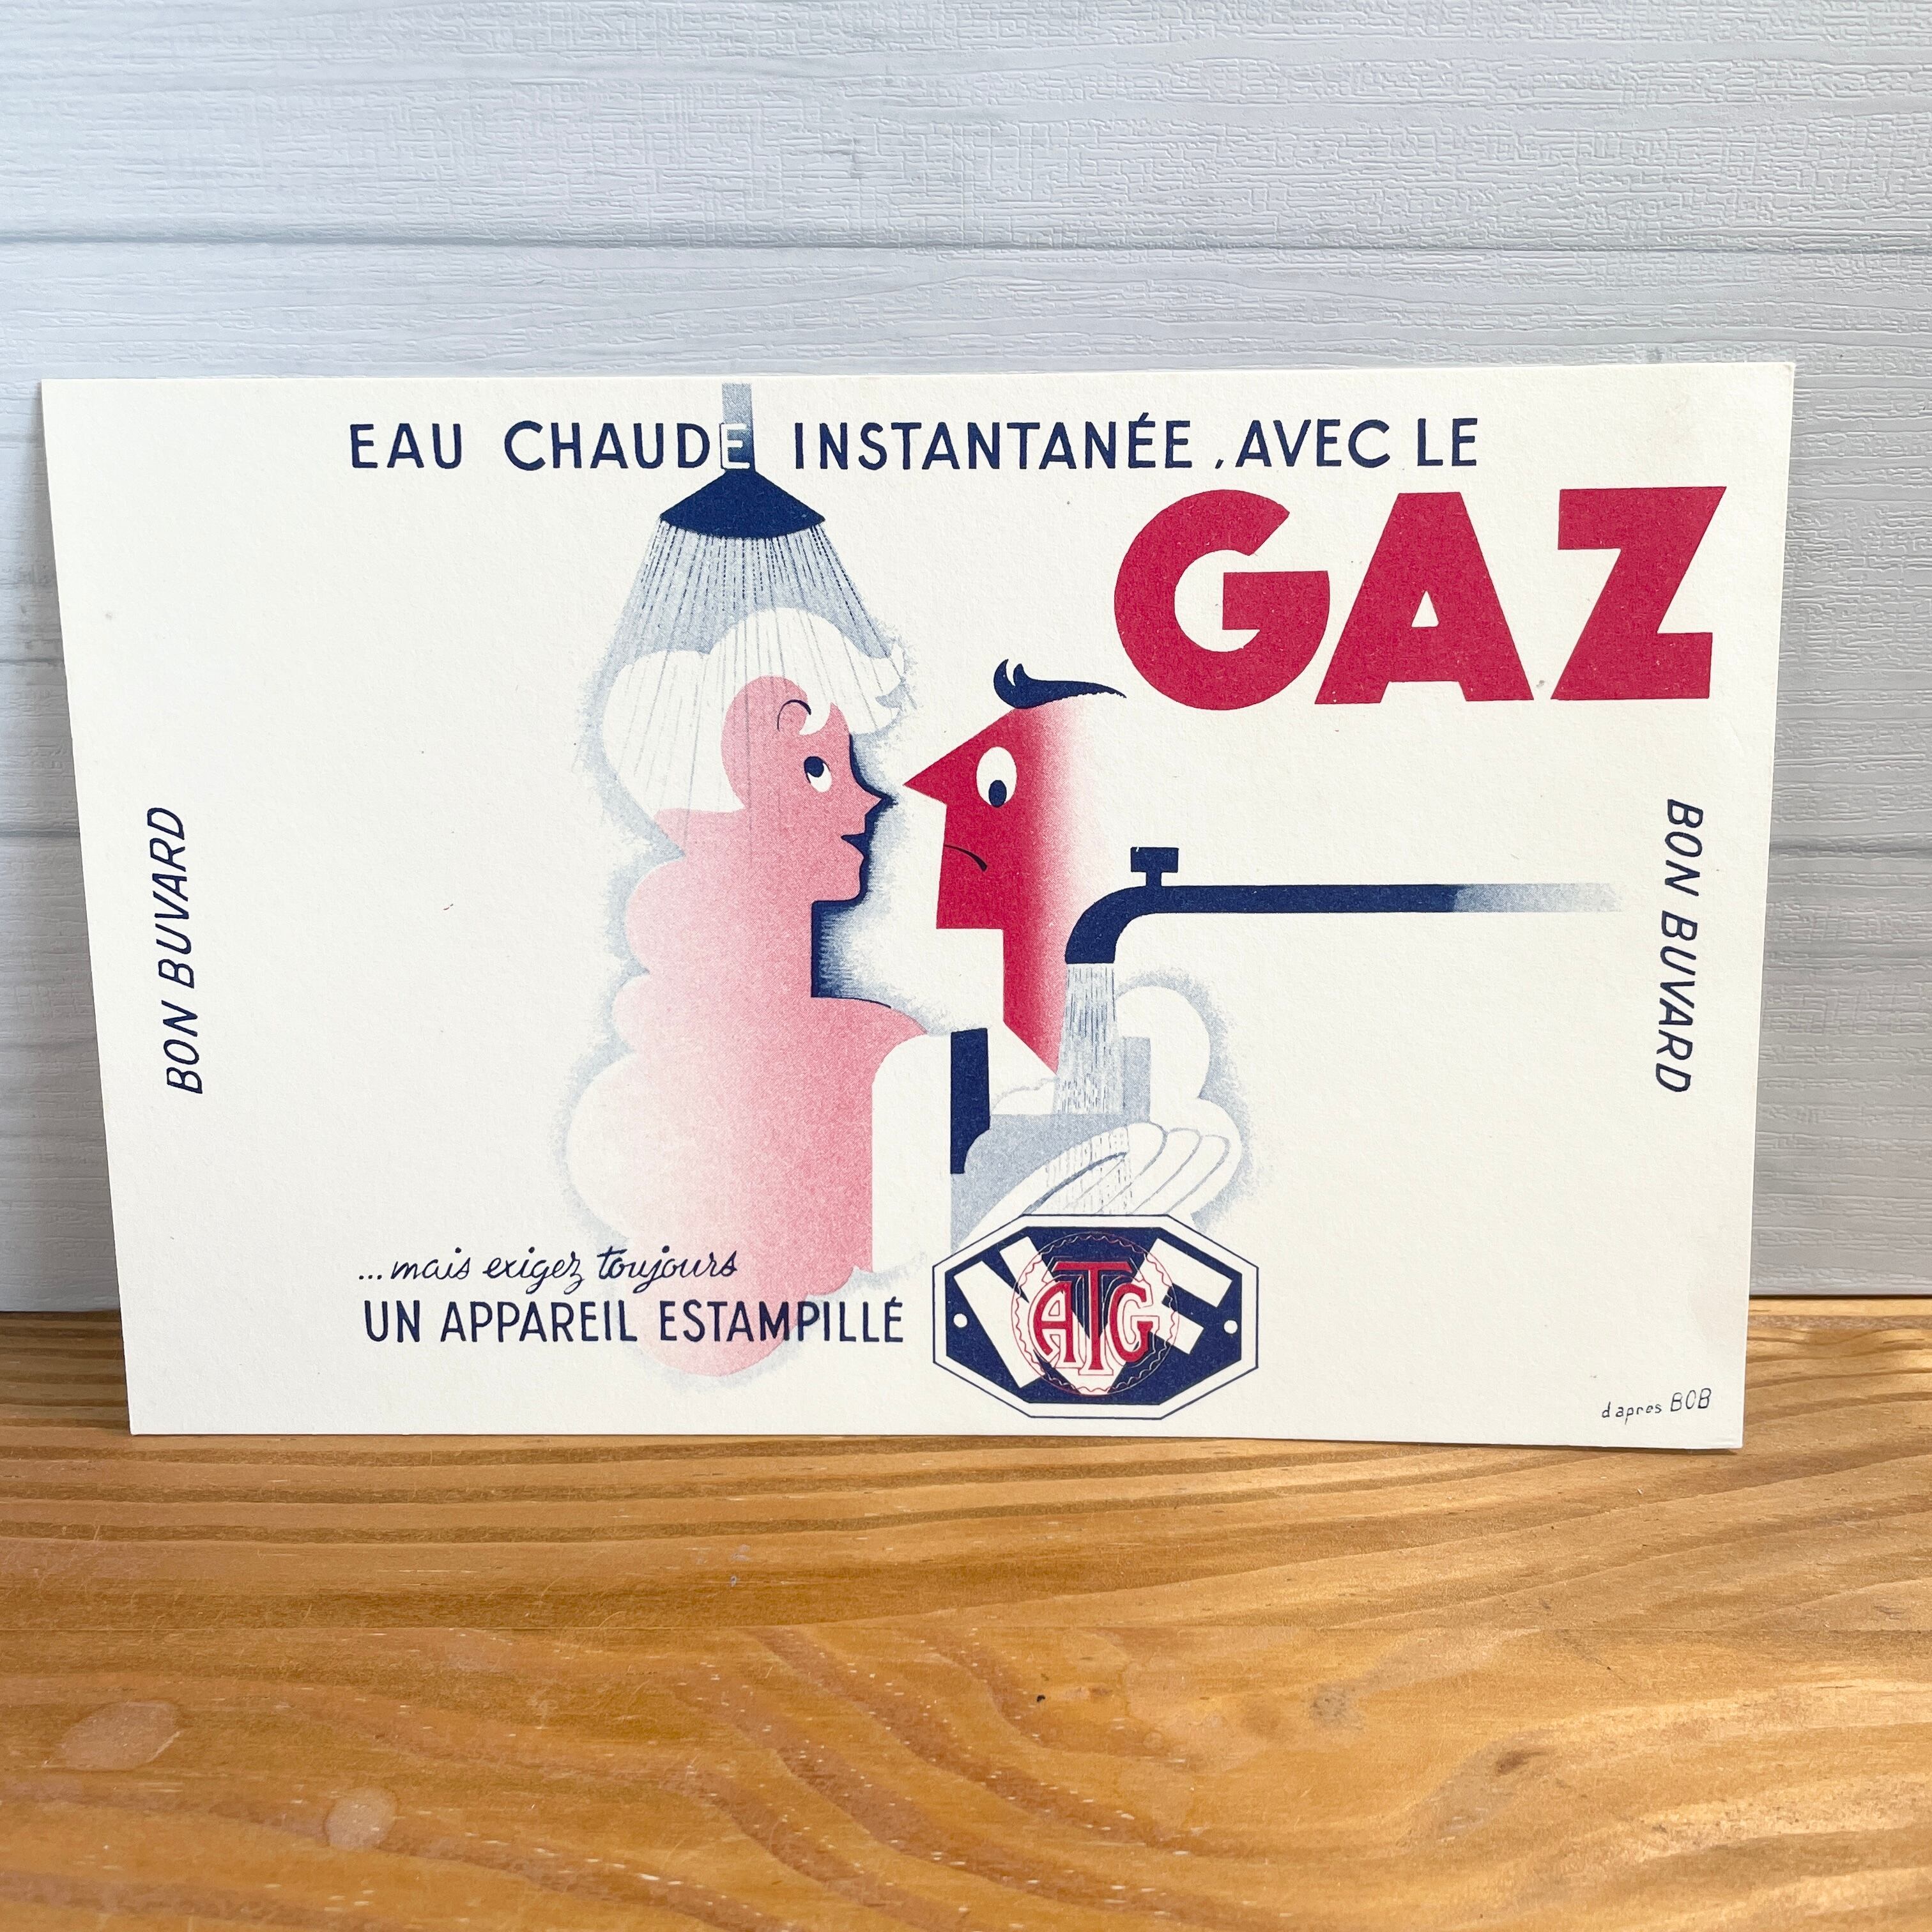 EAU CHAUDE INSTANTANÉE, AVEC LE
GAZ
BON BUVARD
BON BUVARD
...mais exigez toujours
UN APPAREIL ESTAMPILLÉ
NF
ATG
d'apres BOB